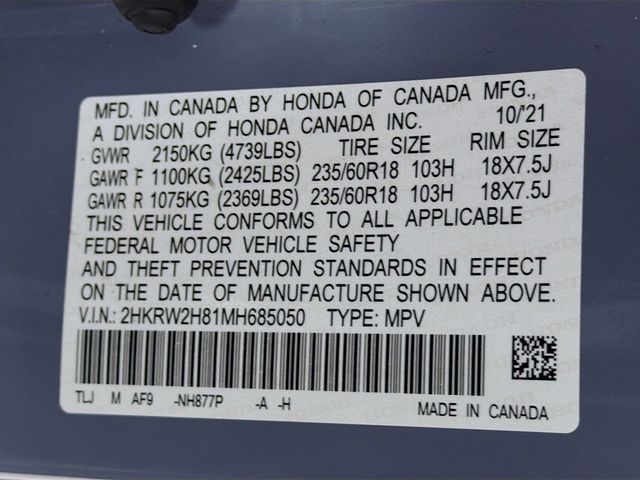 MFD. IN CANADA BY HONDA OF CANADA MFG.,
A DIVISION OF HONDA CANADA INC. 10/'21
GVWR 2150KG (4739LBS) TIRE SIZE RIM SIZE
GAWR F 1100KG (2425LBS) 235/60R18 103H 18X7.5J
GAWR R 1075KG (2369LBS) 235/60R18 103H 18X7.5J
THIS VEHICLE CONFORMS TO ALL APPLICABLE
FEDERAL MOTOR VEHICLE SAFETY
AND THEFT PREVENTION STANDARDS IN EFFECT
ON THE DATE OF MANUFACTURE SHOWN ABOVE.
V.I.N.: 2HKRW2H81MH685050 TYPE: MPV
TLJ M AF9 -NH877P -A -H MADE IN CANADA